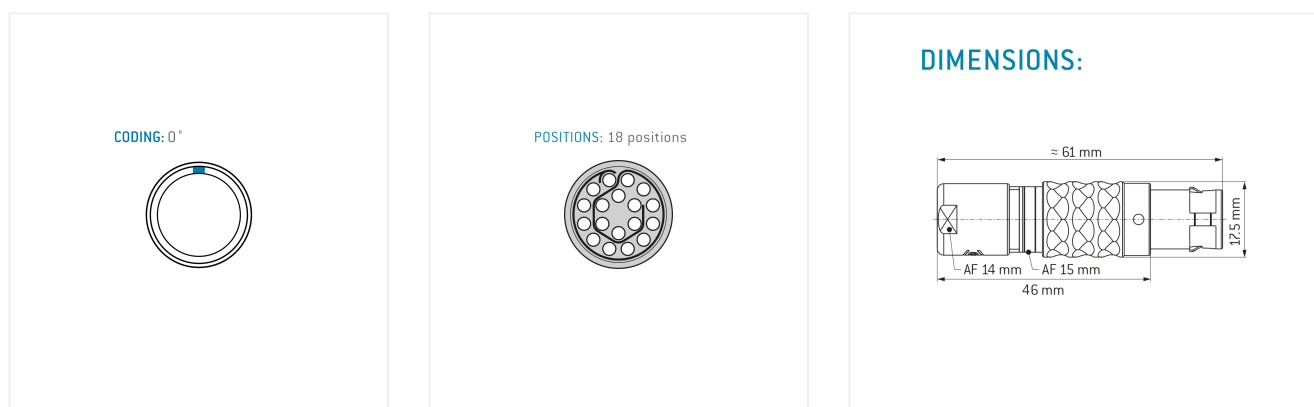 CODING: 0°
POSITIONS: 18 positions
DIMENSIONS:
≈ 61 mm
17.5 mm
AF 14 mm
AF 15 mm
46 mm